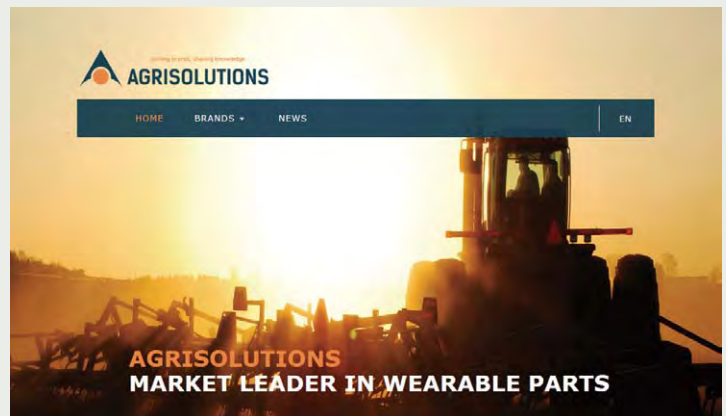 AGRISOLUTIONS
HOME BRANDS NEWS EN
AGRISOLUTIONS
MARKET LEADER IN WEARABLE PARTS